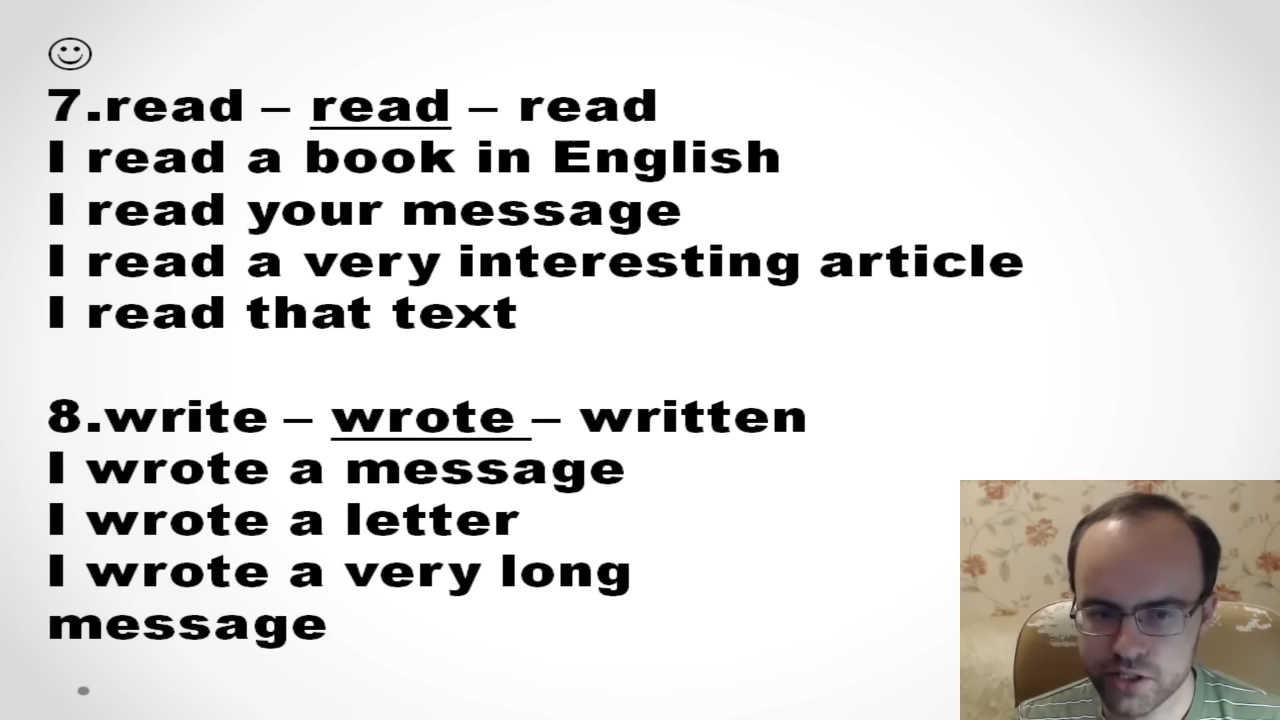 7.read – read – read
I read a book in English
I read your message
I read a very interesting article
I read that text
8.write – wrote – written
I wrote a message
I wrote a letter
I wrote a very long
message